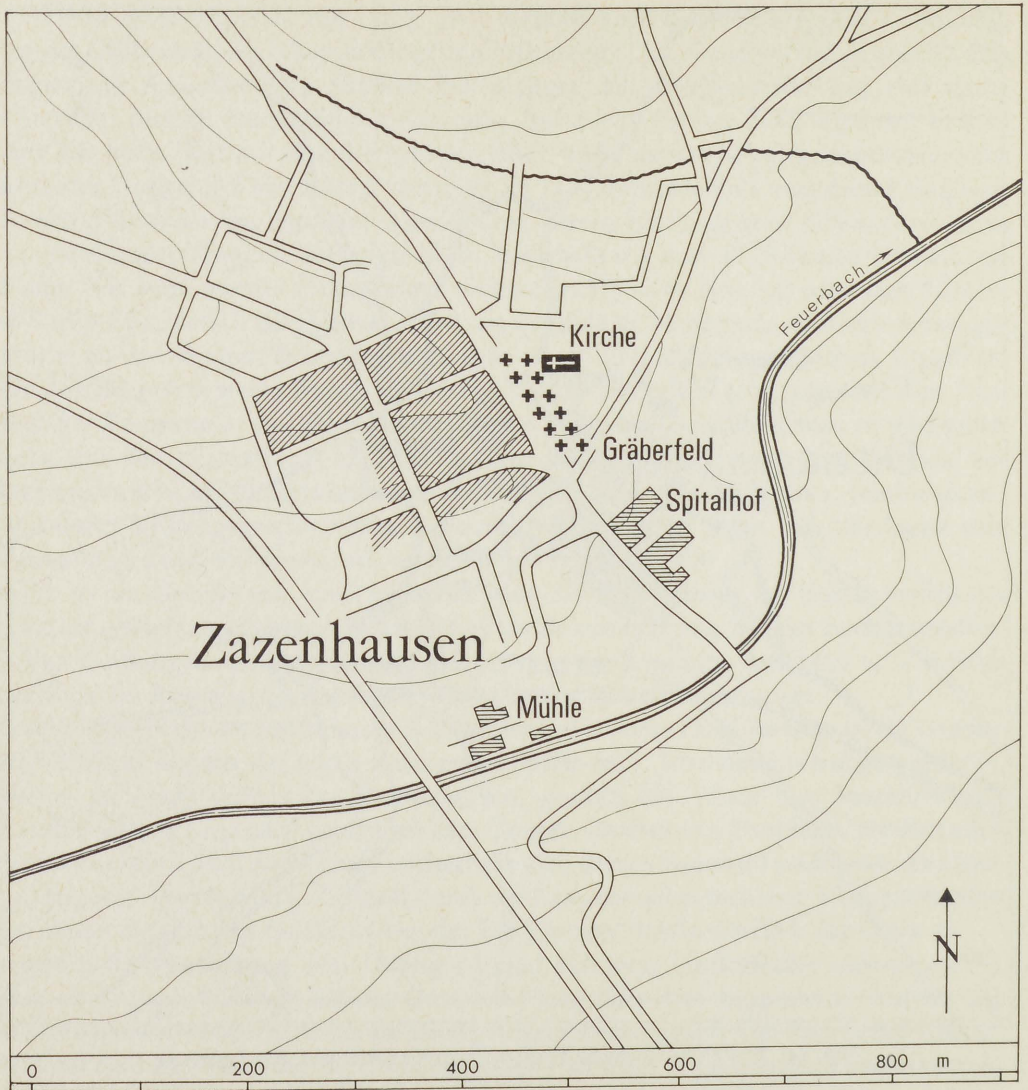 Feuerbach
Kirche
Gräberfeld
Spitalhof
Zazenhausen
Mühle
N
0 200 400 600 800 m